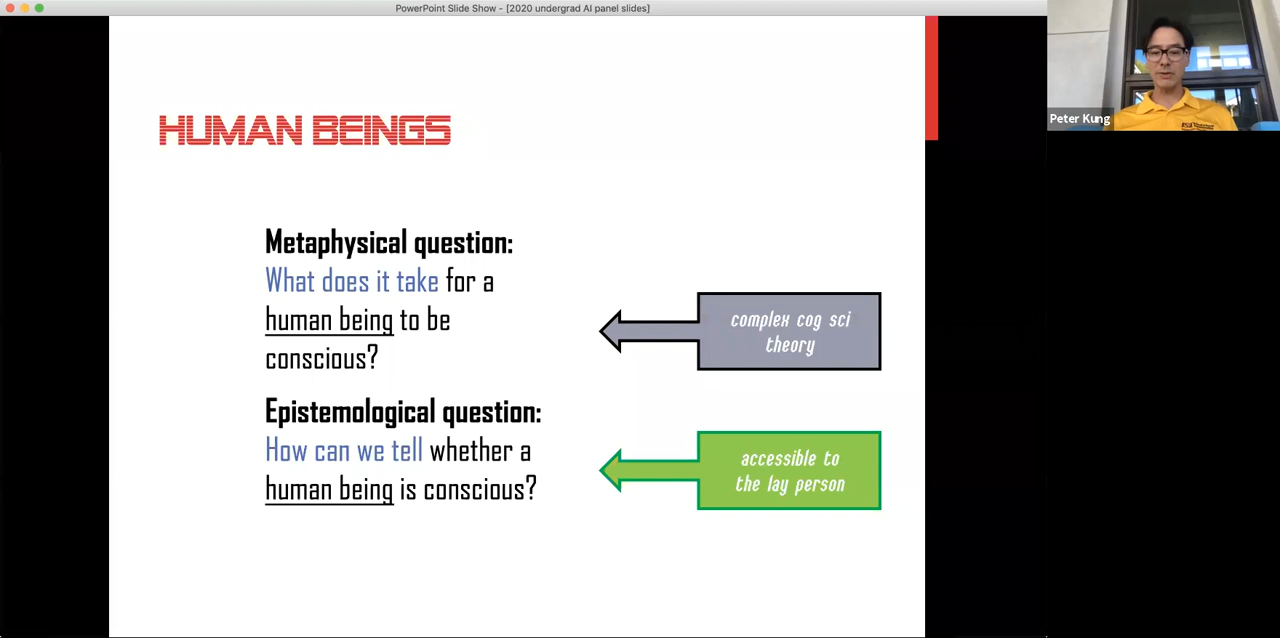 PowerPoint Slide Show - [2020 undergrad AI panel slides]
HUMAN BEINGS
Metaphysical question:
What does it take for a
human being to be
conscious?
complex cog sci
theory
Epistemological question:
How can we tell whether a
human being is conscious?
accessible to
the lay person
Peter Kung